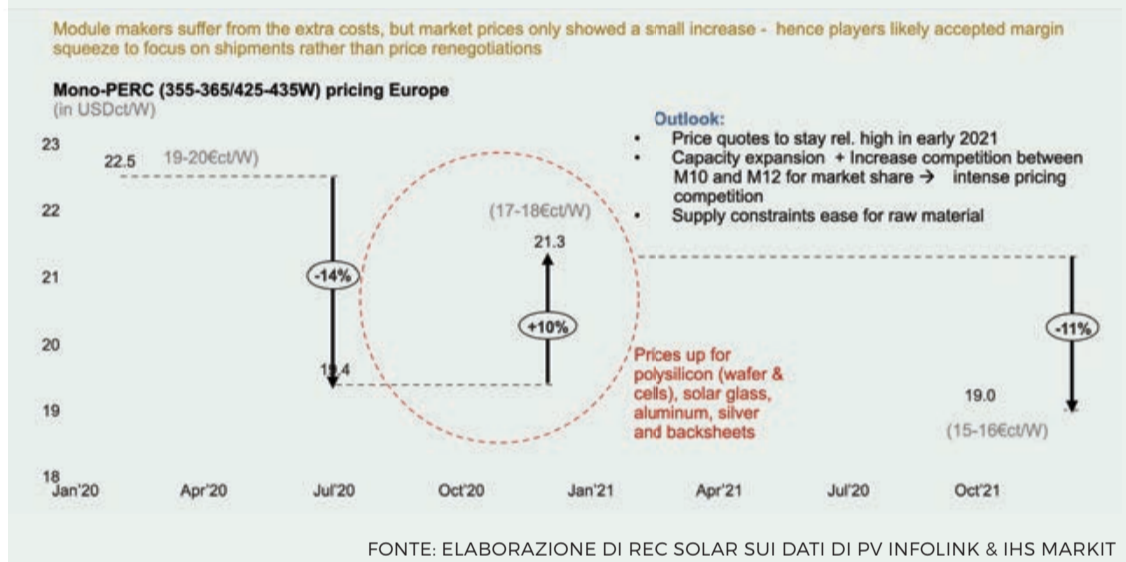 Module makers suffer from the extra costs, but market prices only showed a small increase - hence players likely accepted margin
squeeze to focus on shipments rather than price renegotiations
Mono-PERC (355-365/425-435W) pricing Europe
(in USDct/W)
Outlook:
• Price quotes to stay rel. high in early 2021
• Capacity expansion + Increase competition between
M10 and M12 for market share → intense pricing
competition
• Supply constraints ease for raw material
23
22.5 19-20€ct/W)
22
(17-18€ct/W)
21.3
21
-14%
+10%
-11%
20
19.4
Prices up for
polysilicon (wafer &
cells), solar glass,
aluminum, silver
and backsheets
19
19.0
(15-16€ct/W)
18
Jan'20 Apr'20 Jul'20 Oct'20 Jan'21 Apr'21 Jul'20 Oct'21
FONTE: ELABORAZIONE DI REC SOLAR SUI DATI DI PV INFOLINK & IHS MARKIT